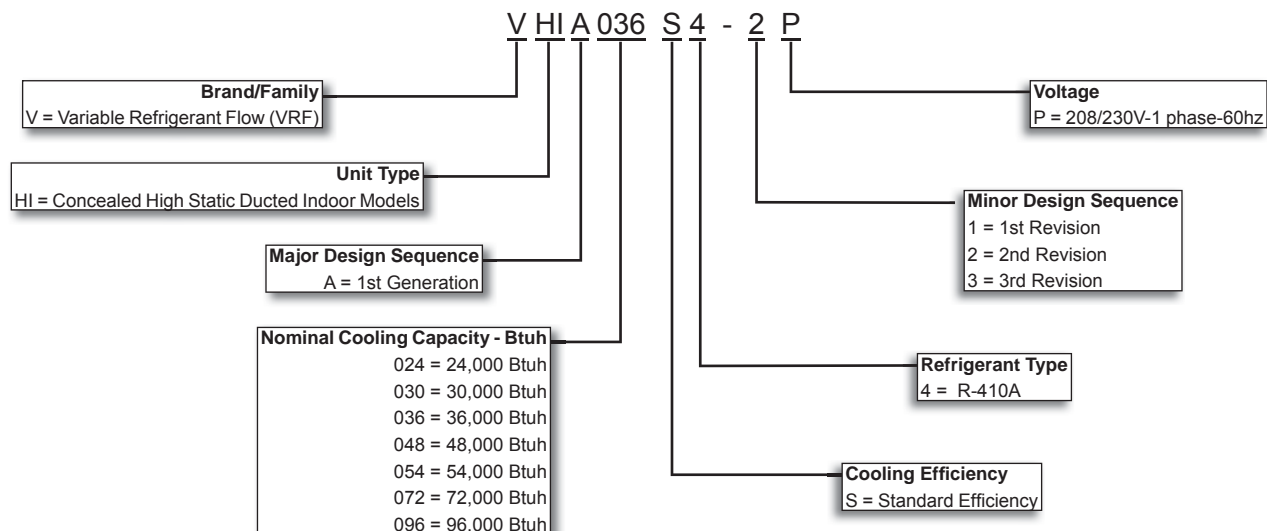 V HI A 036 S 4 - 2 P
Brand/Family
V = Variable Refrigerant Flow (VRF)
Unit Type
HI = Concealed High Static Ducted Indoor Models
Major Design Sequence
A = 1st Generation
Nominal Cooling Capacity - Btuh
024 = 24,000 Btuh
030 = 30,000 Btuh
036 = 36,000 Btuh
048 = 48,000 Btuh
054 = 54,000 Btuh
072 = 72,000 Btuh
096 = 96,000 Btuh
Voltage
P = 208/230V-1 phase-60hz
Minor Design Sequence
1 = 1st Revision
2 = 2nd Revision
3 = 3rd Revision
Refrigerant Type
4 = R-410A
Cooling Efficiency
S = Standard Efficiency